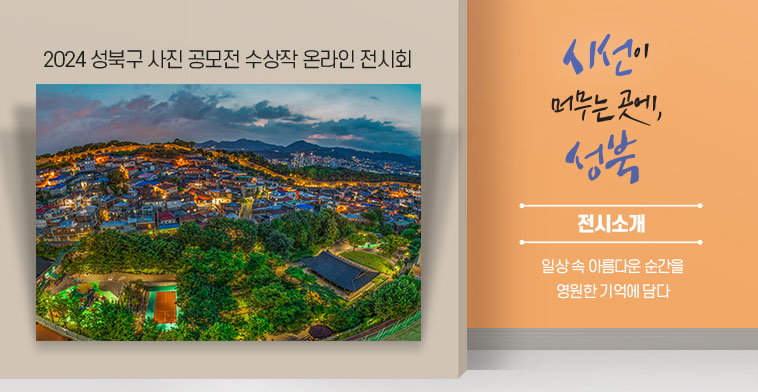 2024 성북구 사진 공모전 수상작 온라인 전시회
시선이
머무는 곳에,
성북
전시소개
일상 속 아름다운 순간을
영원한 기억에 담다